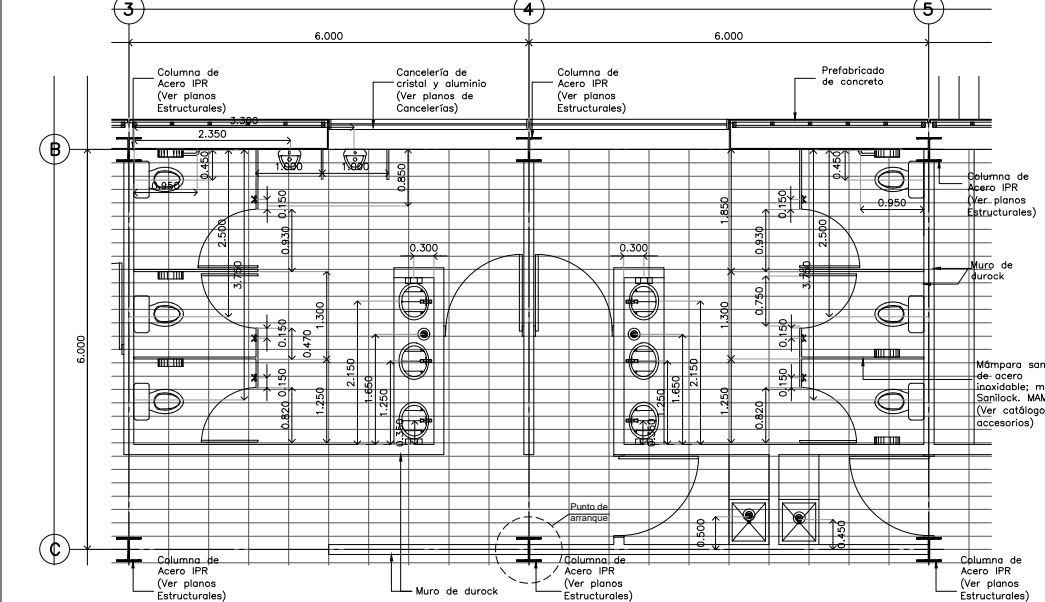 3
4
5
6.000
6.000
Columna de
Acero IPR
(Ver planos
Estructurales)
Cancelería de
cristal y aluminio
(Ver planos de
Cancelerías)
Columna de
Acero IPR
(Ver planos
Estructurales)
Prefabricado
de concreto
3.300
2.350
B
0.450
1.000
1.000
0.850
0.450
0.950
0.950
Columna de
Acero IPR
(Ver planos
Estructurales)
0.150
0.930
2.500
3.750
1.850
0.150
0.930
2.500
3.750
0.300
0.300
Muro de
durock
6.000
1.300
0.150
0.470
0.750
1.300
0.150
2.150
1.650
1.250
0.350
2.150
1.650
1.250
0.150
0.820
1.250
1.250
0.150
0.820
Mámpara san
de acero
inoxidable; m
Sanilock. MAM
(Ver catálogo
accesorios)
Punto de
arranque
0.500
0.450
C
Columna de
Acero IPR
(Ver planos
Estructurales)
Muro de durock
Columna de
Acero IPR
(Ver planos
Estructurales)
Columna de
Acero IPR
(Ver planos
Estructurales)